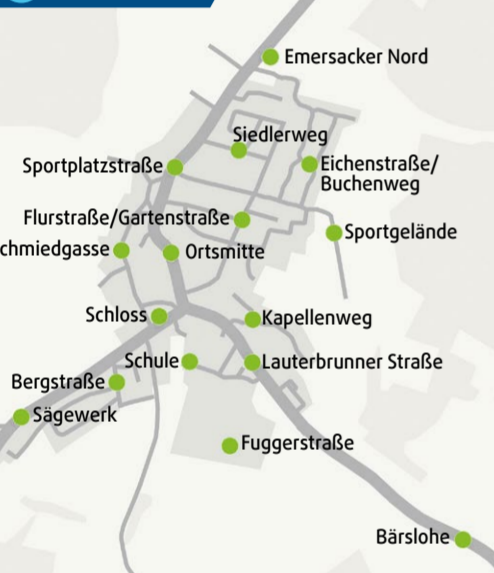 Emersacker Nord
Siedlerweg
Sportplatzstraße
Eichenstraße/
Buchenweg
Flurstraße/Gartenstraße
Sportgelände
chmiedgasse
Ortsmitte
Schloss
Kapellenweg
Schule
Lauterbrunner Straße
Bergstraße
Sägewerk
Fuggerstraße
Bärslohe